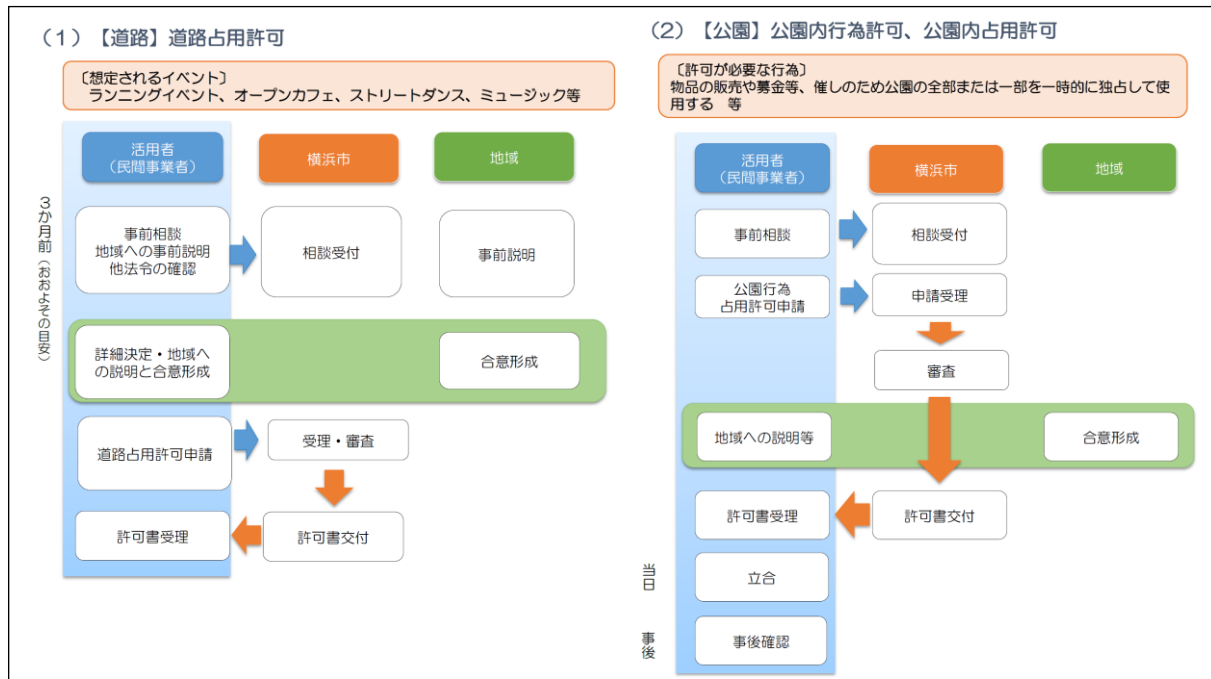 （1）【道路】道路占用許可
〔想定されるイベント〕
ランニングイベント、オープンカフェ、ストリートダンス、ミュージック等
活用者
（民間事業者）
横浜市
地域
３か月前（おおよその目安）
事前相談
地域への事前説明
他法令の確認
相談受付
事前説明
詳細決定・地域へ
の説明と合意形成
合意形成
道路占用許可申請
受理・審査
許可書受理
許可書交付
（2）【公園】公園内行為許可、公園内占用許可
〔許可が必要な行為〕
物品の販売や募金等、催しのため公園の全部または一部を一時的に独占して使
用する　等
活用者
（民間事業者）
横浜市
地域
事前相談
相談受付
公園行為
占用許可申請
申請受理
審査
地域への説明等
合意形成
許可書受理
許可書交付
当日
立合
事後
事後確認